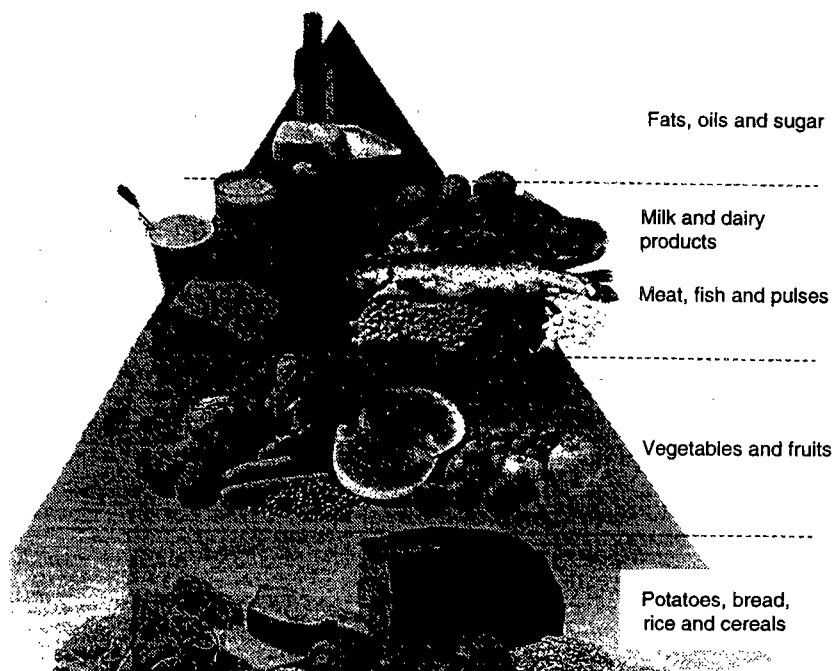 Fats, oils and sugar
Milk and dairy
products
Meat, fish and pulses
Vegetables and fruits
Potatoes, bread,
rice and cereals